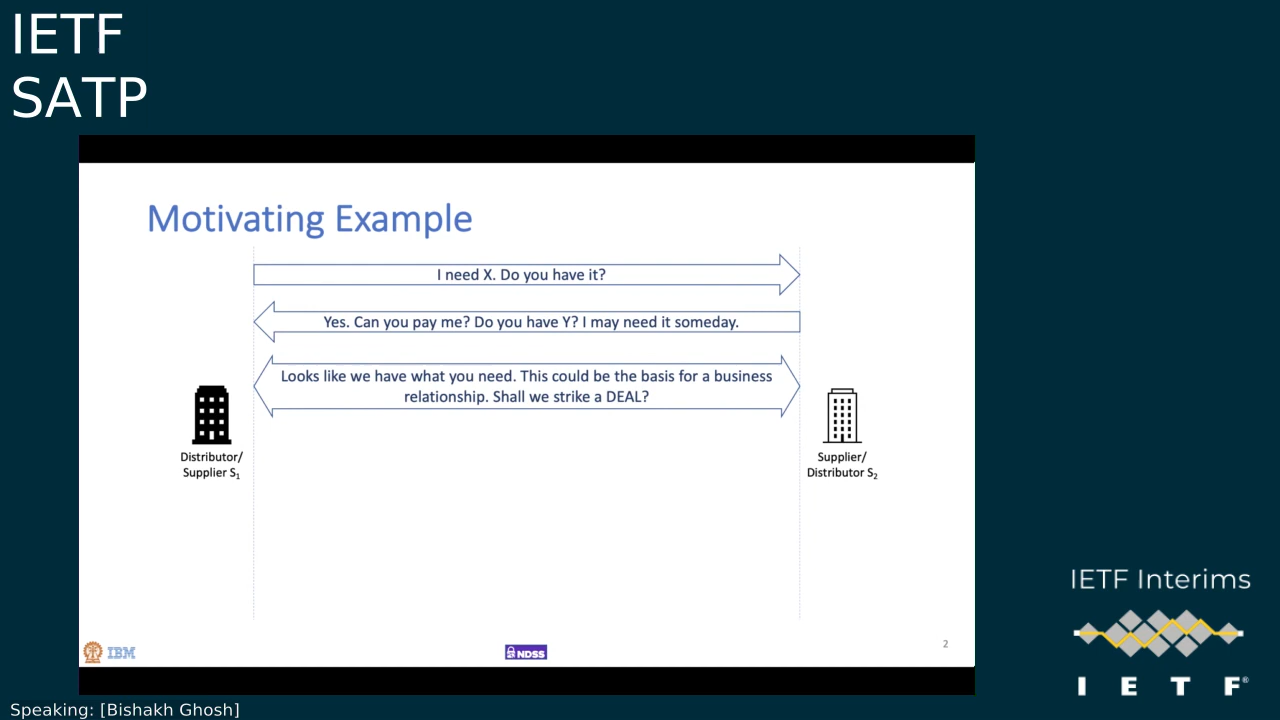 IETF
SATP
Motivating Example
I need X. Do you have it?
Yes. Can you pay me? Do you have Y? I may need it someday.
Looks like we have what you need. This could be the basis for a business
relationship. Shall we strike a DEAL?
Distributor/
Supplier S₁
Supplier/
Distributor S₂
IBM
NDSS
2
IETF Interims
I E T F®
Speaking: [Bishakh Ghosh]